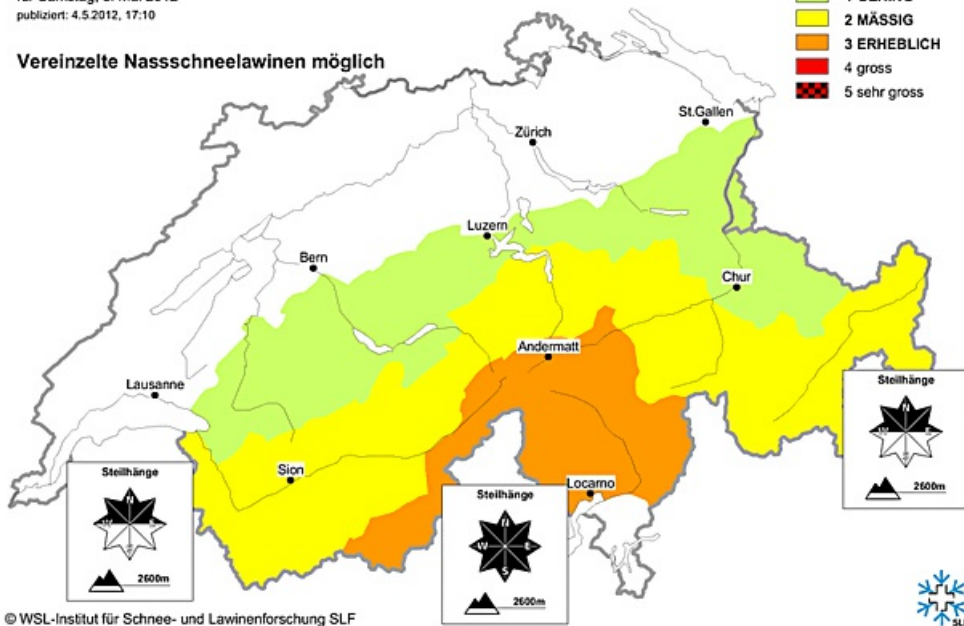 publiziert: 4.5.2012, 17:10
Vereinzelte Nassschneelawinen möglich
2 MÄSSIG
3 ERHEBLICH
4 gross
5 sehr gross
St.Gallen
Zürich
Luzern
Bern
Chur
Andermatt
Lausanne
Sion
Locarno
Steilhänge
N
W E
S
2600m
Steilhänge
N
W E
S
2600m
Steilhänge
N
W E
S
2600m
© WSL-Institut für Schnee- und Lawinenforschung SLF
SLF